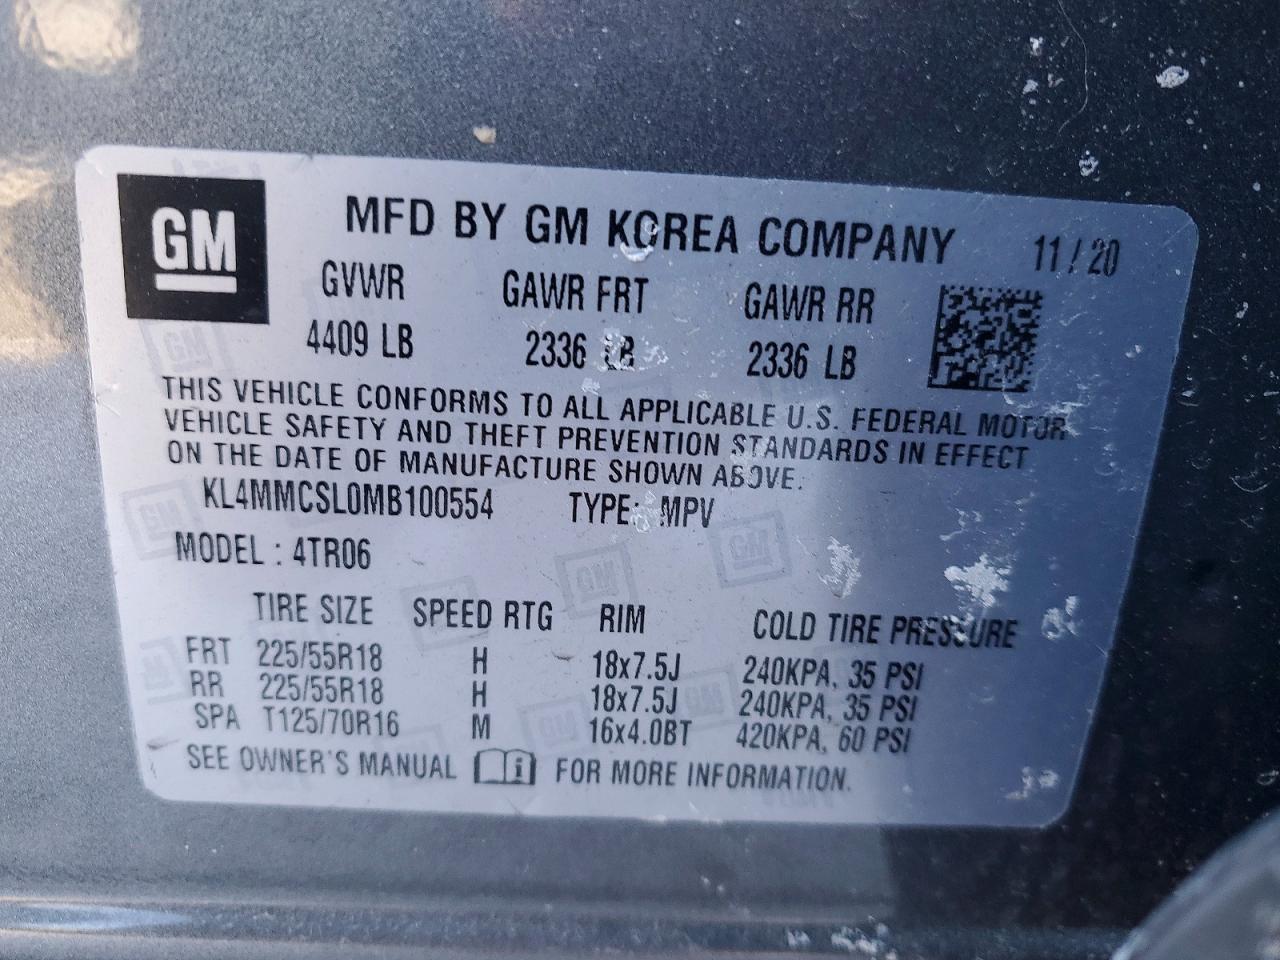 GM
MFD BY GM KOREA COMPANY 11/20
GVWR GAWR FRT GAWR RR
4409 LB 2336 LB 2336 LB
THIS VEHICLE CONFORMS TO ALL APPLICABLE U.S. FEDERAL MOTOR
VEHICLE SAFETY AND THEFT PREVENTION STANDARDS IN EFFECT
ON THE DATE OF MANUFACTURE SHOWN ABOVE.
KL4MMCSL0MB100554 TYPE: MPV
MODEL : 4TR06
TIRE SIZE SPEED RTG RIM COLD TIRE PRESSURE
FRT 225/55R18 H 18x7.5J 240KPA, 35 PSI
RR 225/55R18 H 18x7.5J 240KPA, 35 PSI
SPA T125/70R16 M 16x4.0BT 420KPA, 60 PSI
SEE OWNER'S MANUAL i FOR MORE INFORMATION.